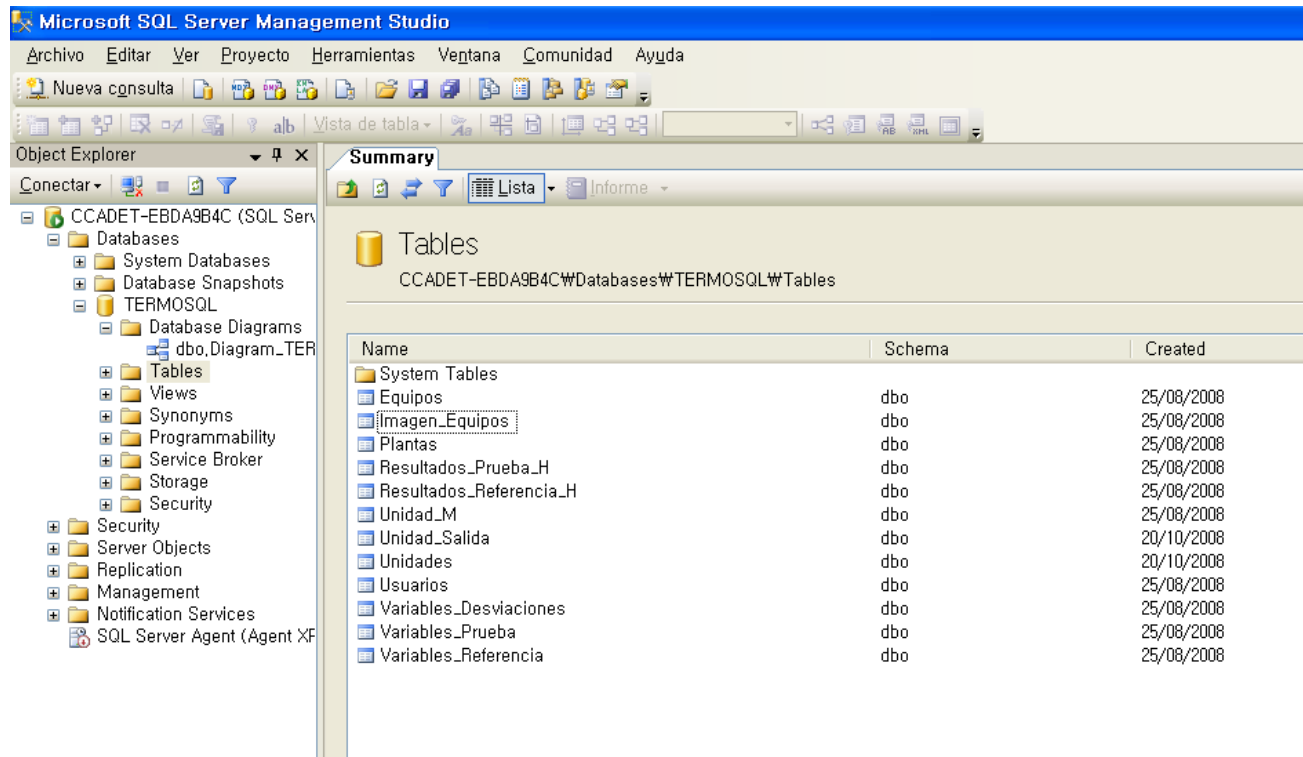 Microsoft SQL Server Management Studio
Archivo Editar Ver Proyecto Herramientas Ventana Comunidad Ayuda
Nueva consulta
Vista de tabla
Object Explorer
Conectar
CCADET-EBDA9B4C (SQL Serv
Databases
System Databases
Database Snapshots
TERMOSQL
Database Diagrams
dbo,Diagram_TER
Tables
Views
Synonyms
Programmability
Service Broker
Storage
Security
Security
Server Objects
Replication
Management
Notification Services
SQL Server Agent (Agent XP
Summary
Lista Informe
Tables
CCADET-EBDA9B4C₩Databases₩TERMOSQL₩Tables
Name Schema Created
System Tables
Equipos dbo 25/08/2008
Imagen_Equipos dbo 25/08/2008
Plantas dbo 25/08/2008
Resultados_Prueba_H dbo 25/08/2008
Resultados_Referencia_H dbo 25/08/2008
Unidad_M dbo 25/08/2008
Unidad_Salida dbo 20/10/2008
Unidades dbo 20/10/2008
Usuarios dbo 25/08/2008
Variables_Desviaciones dbo 25/08/2008
Variables_Prueba dbo 25/08/2008
Variables_Referencia dbo 25/08/2008